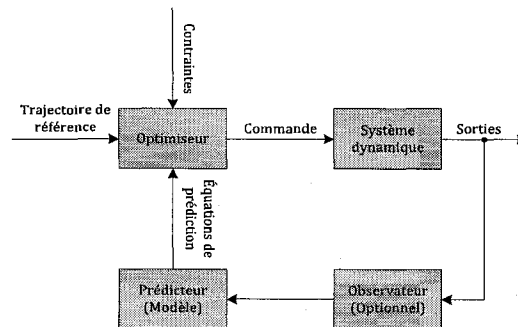 Contraintes
Trajectoire de
référence
Optimiseur
Commande
Système
dynamique
Sorties
Équations de
prédiction
Prédicteur
(Modèle)
Observateur
(Optionnel)